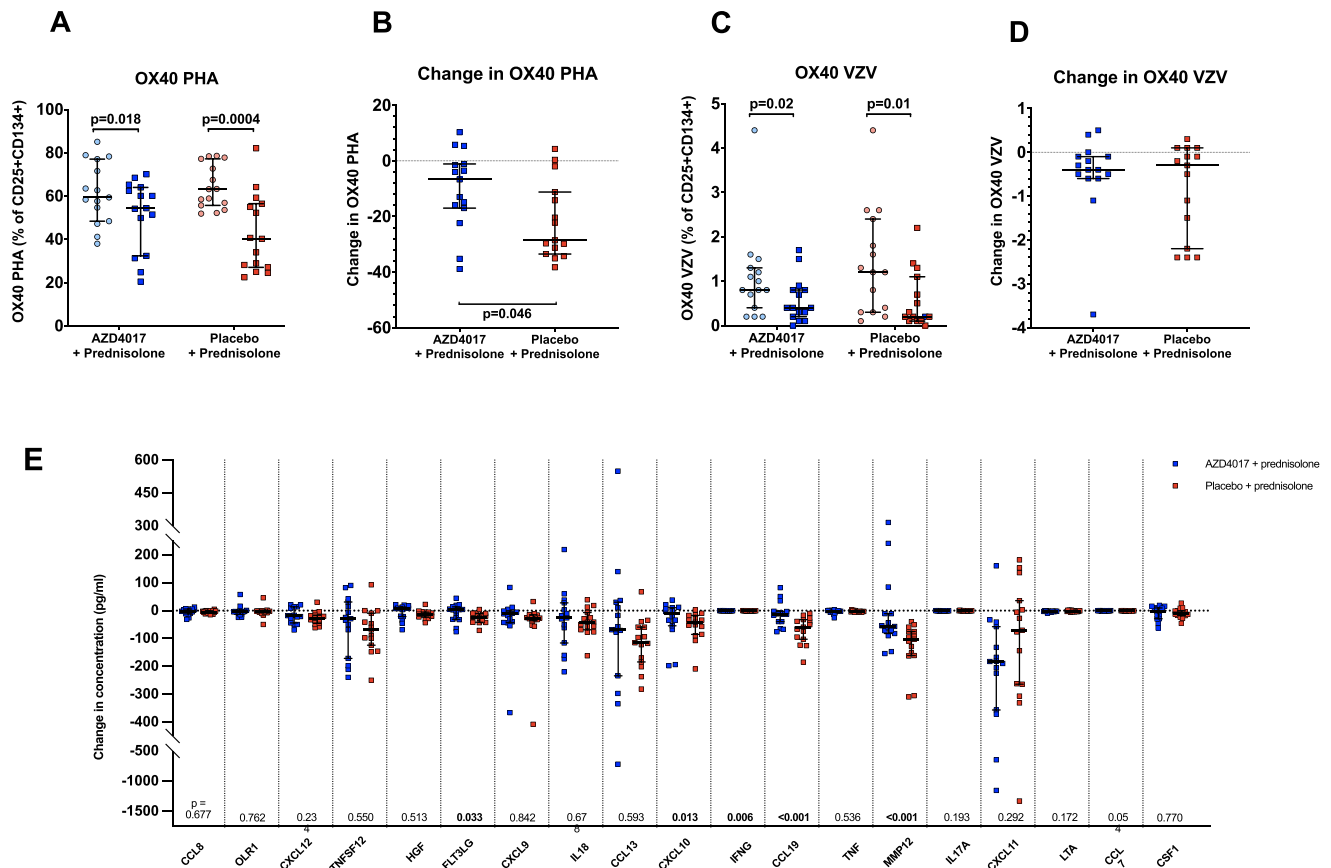 A
OX40 PHA
OX40 PHA (% of CD25+CD134+)
100
80
60
40
20
0
p=0.018
p=0.0004
AZD4017
+ Prednisolone
Placebo
+ Prednisolone
B
Change in OX40 PHA
Change in OX40 PHA
20
0
-20
-40
-60
p=0.046
AZD4017
+ Prednisolone
Placebo
+ Prednisolone
C
OX40 VZV
OX40 VZV (% of CD25+CD134+)
5
4
3
2
1
0
p=0.02
p=0.01
AZD4017
+ Prednisolone
Placebo
+ Prednisolone
D
Change in OX40 VZV
Change in OX40 VZV
1
0
-1
-2
-3
-4
AZD4017
+ Prednisolone
Placebo
+ Prednisolone
E
Change in concentration (pg/ml)
600
450
300
200
100
0
-100
-200
-300
-400
-500
-1000
-1500
AZD4017 + prednisolone
Placebo + prednisolone
p =
0.677
0.762
0.23
4
0.550
0.513
0.033
0.842
0.67
8
0.593
0.013
0.006
<0.001
0.536
<0.001
0.193
0.292
0.172
0.05
4
0.770
CCL8
OLR1
CXCL12
TNFSF12
HGF
FLT3LG
CXCL9
IL18
CCL13
CXCL10
IFNG
CCL19
TNF
MMP12
IL17A
CXCL11
LTA
CCL
CSF1